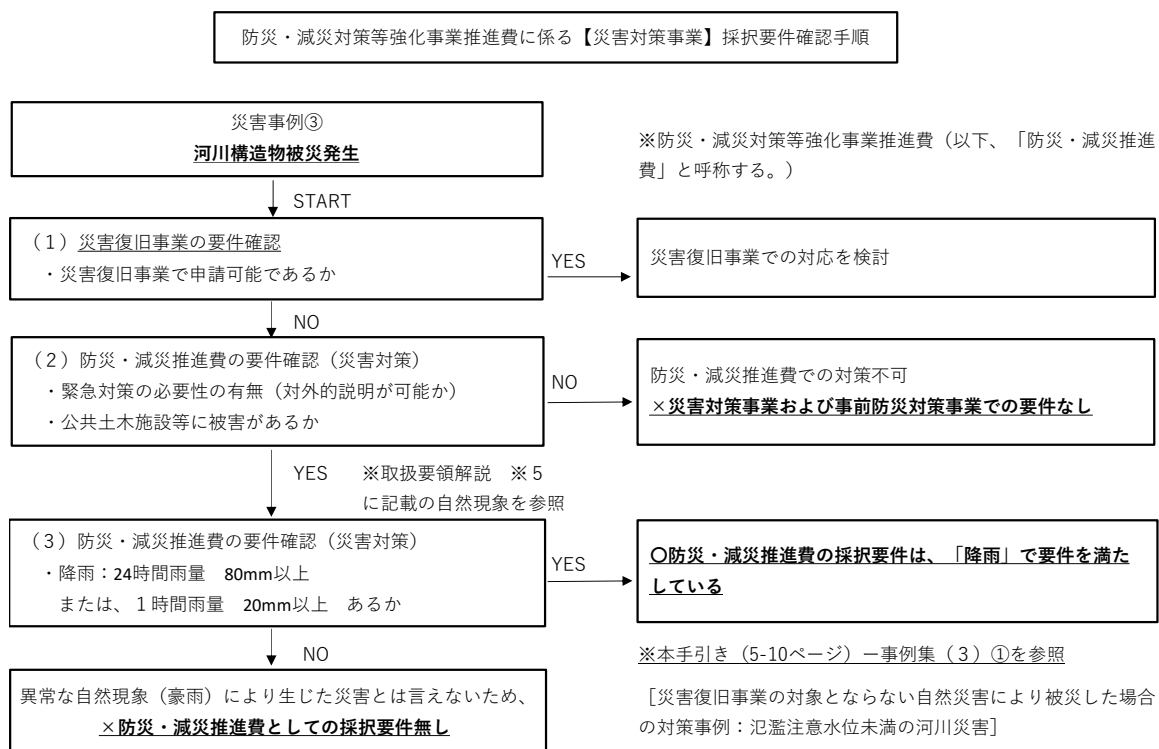 防災・減災対策等強化事業推進費に係る【災害対策事業】採択要件確認手順
災害事例③
河川構造物被災発生
※防災・減災対策等強化事業推進費（以下、「防災・減災推進
費」と呼称する。）
START
（１）災害復旧事業の要件確認
・災害復旧事業で申請可能であるか
YES
災害復旧事業での対応を検討
NO
（２）防災・減災推進費の要件確認（災害対策）
・緊急対策の必要性の有無（対外的説明が可能か）
・公共土木施設等に被害があるか
NO
防災・減災推進費での対策不可
×災害対策事業および事前防災対策事業での要件なし
YES　※取扱要領解説　※５
に記載の自然現象を参照
（３）防災・減災推進費の要件確認（災害対策）
・降雨：24時間雨量　80mm以上
または、１時間雨量　20mm以上　あるか
YES
〇防災・減災推進費の採択要件は、「降雨」で要件を満た
している
NO
※本手引き（5-10ページ）ー事例集（３）①を参照
［災害復旧事業の対象とならない自然災害により被災した場合
の対策事例：氾濫注意水位未満の河川災害］
異常な自然現象（豪雨）により生じた災害とは言えないため、
×防災・減災推進費としての採択要件無し